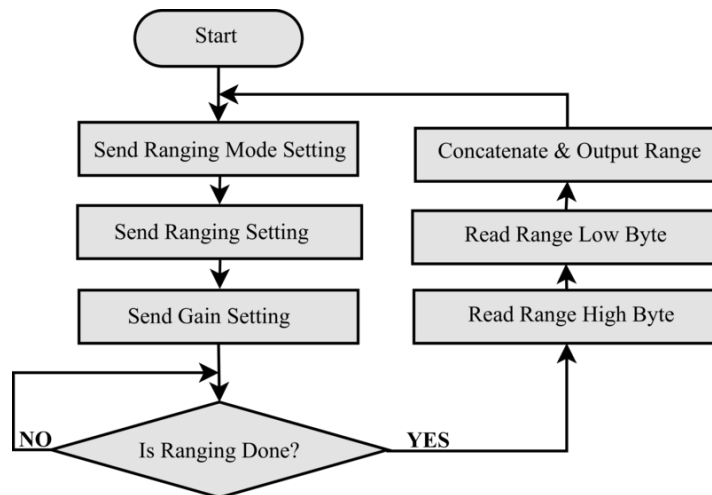 Start
Send Ranging Mode Setting
Send Ranging Setting
Send Gain Setting
Is Ranging Done?
NO
YES
Read Range High Byte
Read Range Low Byte
Concatenate & Output Range